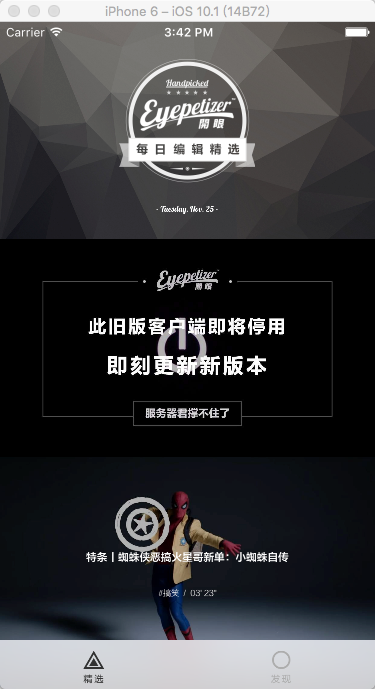 iPhone 6 – iOS 10.1 (14B72)
Carrier 3:42 PM
Handpicked
Eyepetizer™
開眼
每日编辑精选
- Tuesday, Nov. 25 -
Eyepetizer™
開眼
此旧版客户端即将停用
即刻更新新版本
服务器君撑不住了
特条丨蜘蛛侠恶搞火星哥新单：小蜘蛛自传
#搞笑 / 03' 23"
精选 发现